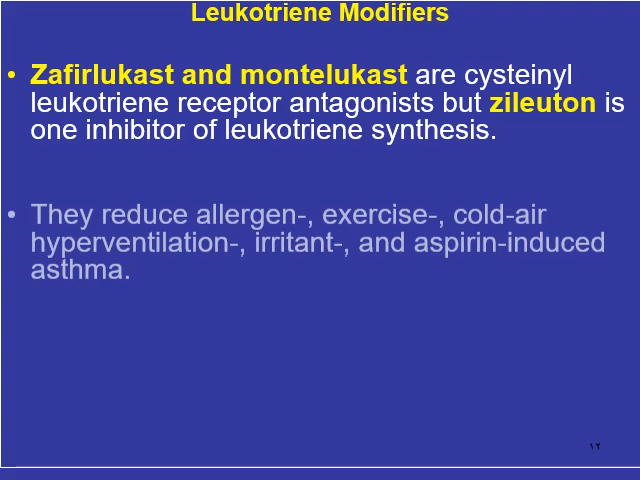 Leukotriene Modifiers
• Zafirlukast and montelukast are cysteinyl
leukotriene receptor antagonists but zileuton is
one inhibitor of leukotriene synthesis.
• They reduce allergen-, exercise-, cold-air
hyperventilation-, irritant-, and aspirin-induced
asthma.
١٢